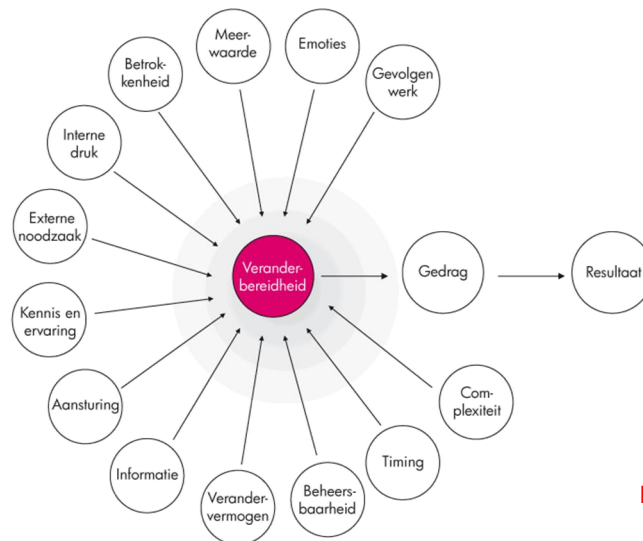 Meer-
waarde
Emoties
Betrok-
kenheid
Gevolgen
werk
Interne
druk
Externe
noodzaak
Verander-
bereidheid
Gedrag
Resultaat
Kennis en
ervaring
Aansturing
Com-
plexiteit
Informatie
Timing
Verander-
vermogen
Beheers-
baarheid